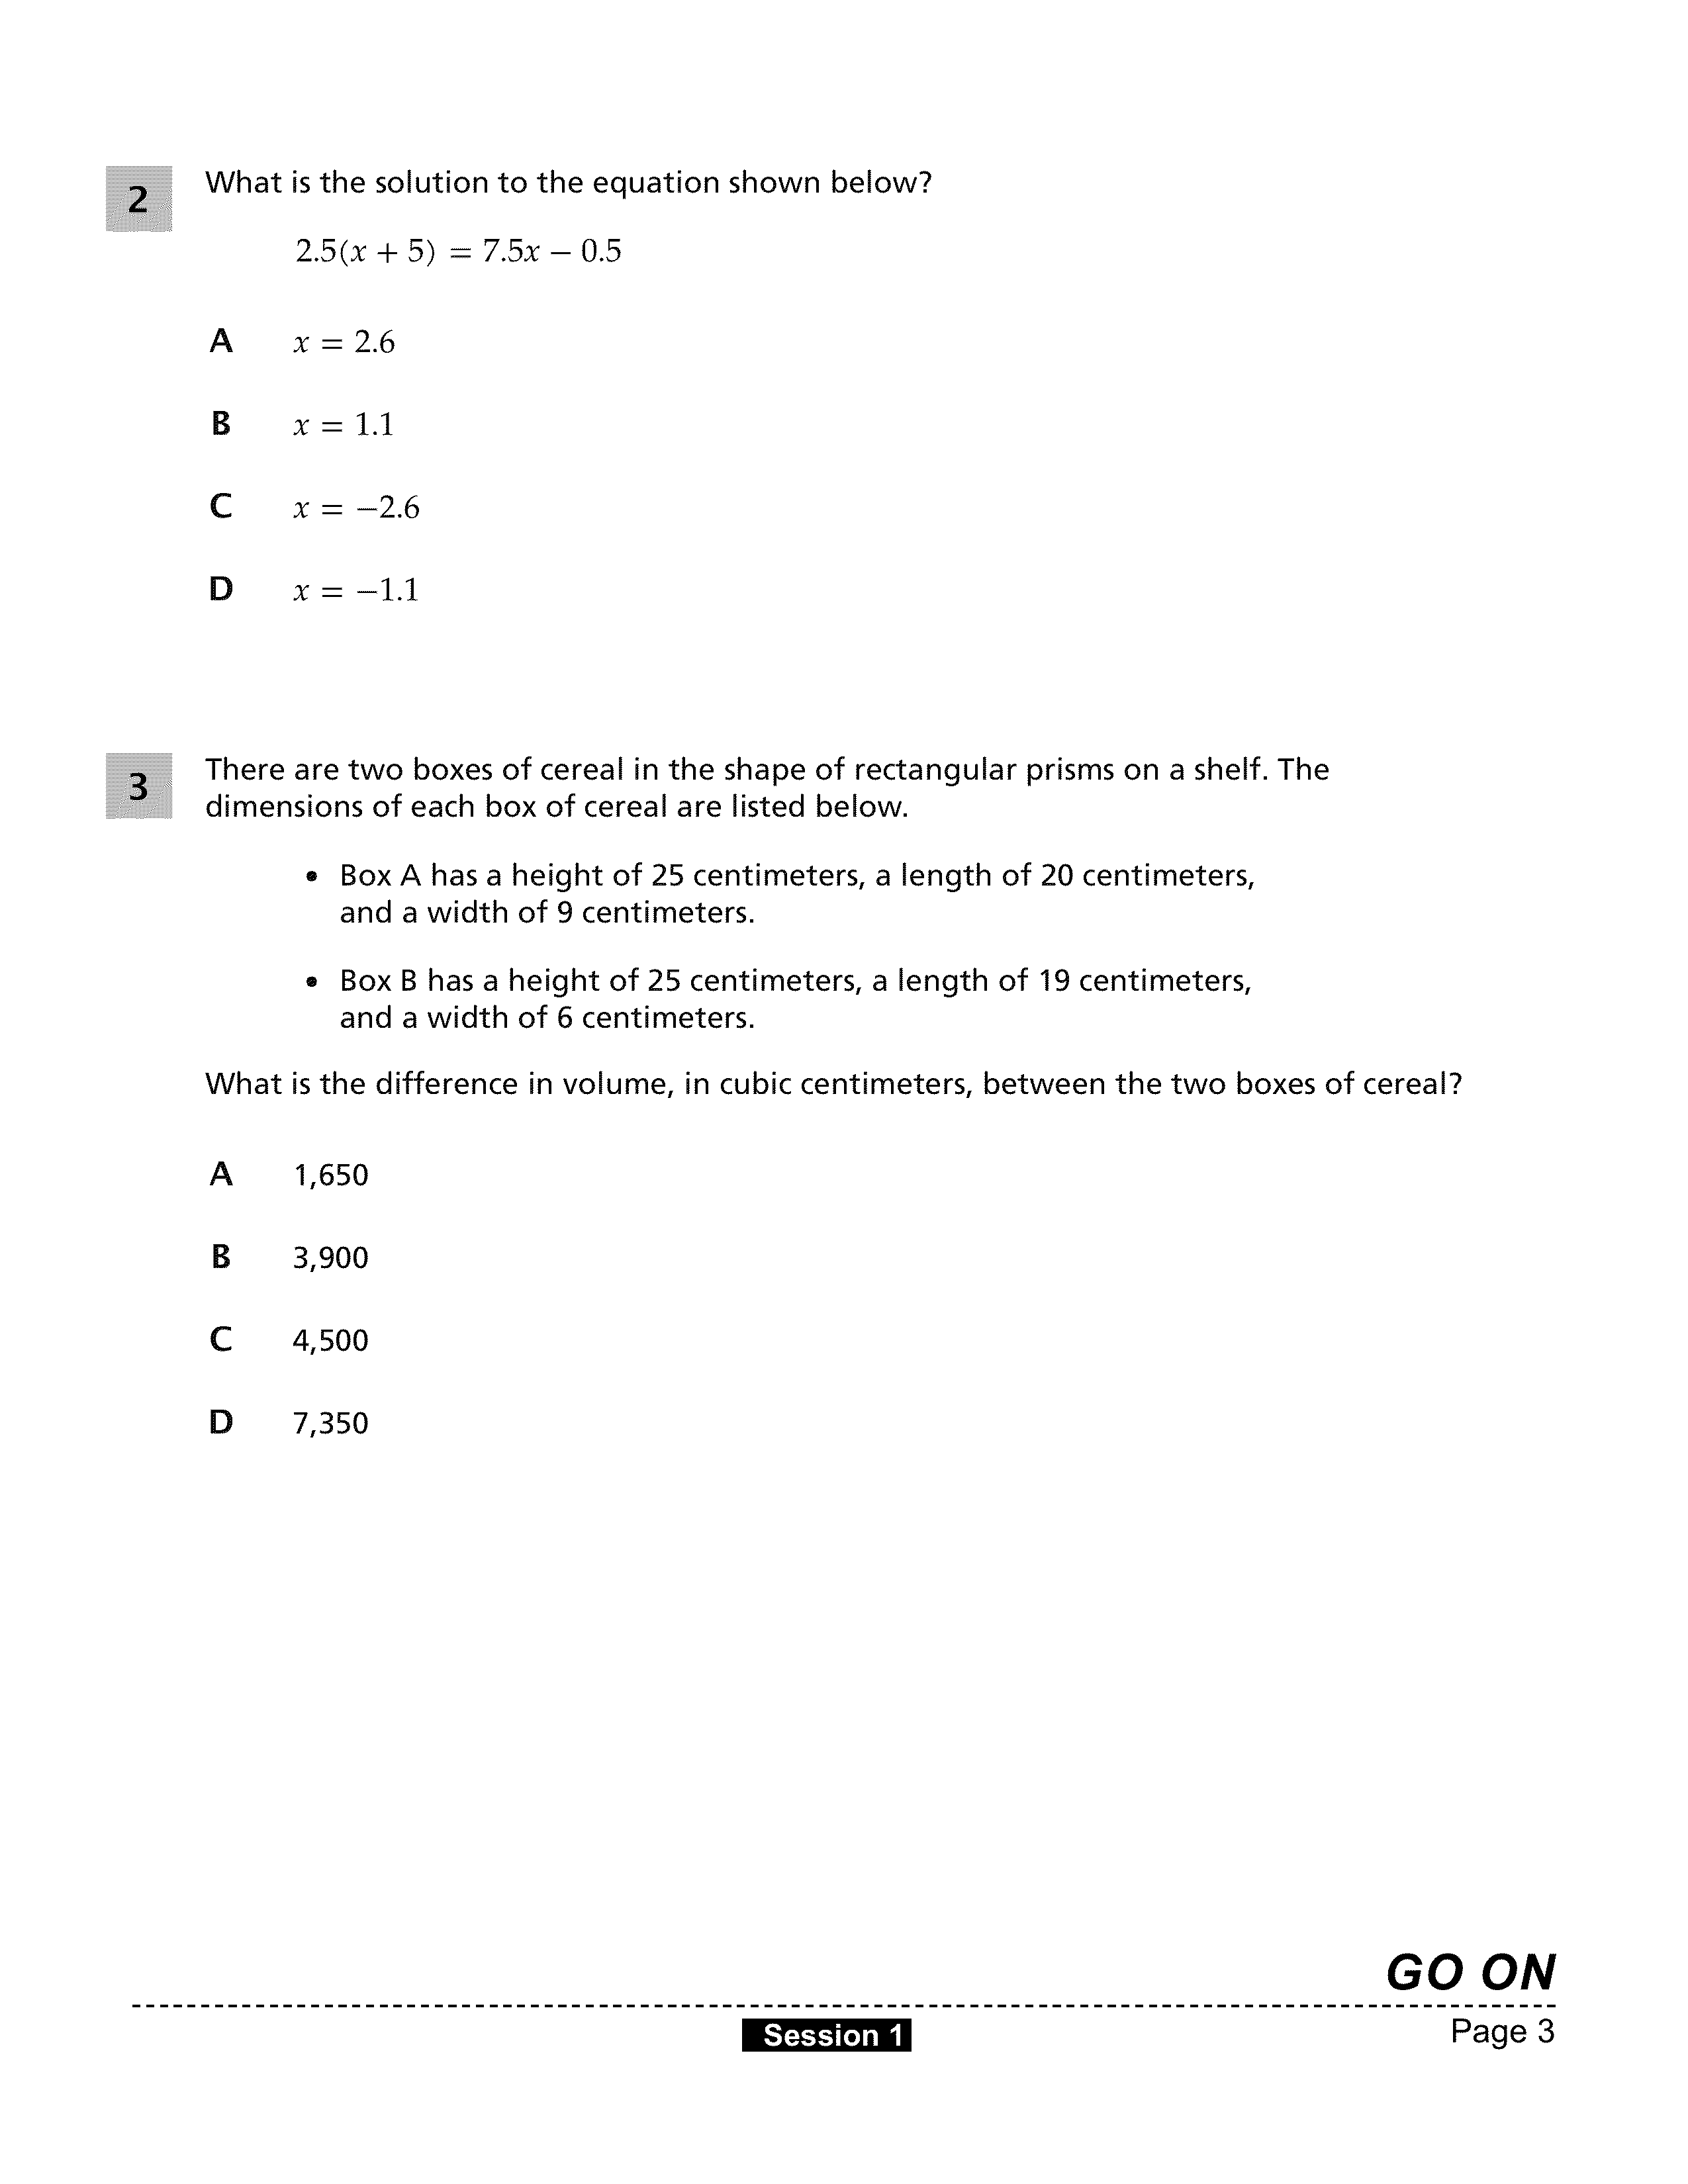 2
What is the solution to the equation shown below?
2.5(x + 5) = 7.5x − 0.5
A x = 2.6
B x = 1.1
C x = −2.6
D x = −1.1
3
There are two boxes of cereal in the shape of rectangular prisms on a shelf. The
dimensions of each box of cereal are listed below.
• Box A has a height of 25 centimeters, a length of 20 centimeters,
and a width of 9 centimeters.
• Box B has a height of 25 centimeters, a length of 19 centimeters,
and a width of 6 centimeters.
What is the difference in volume, in cubic centimeters, between the two boxes of cereal?
A 1,650
B 3,900
C 4,500
D 7,350
GO ON
Session 1
Page 3